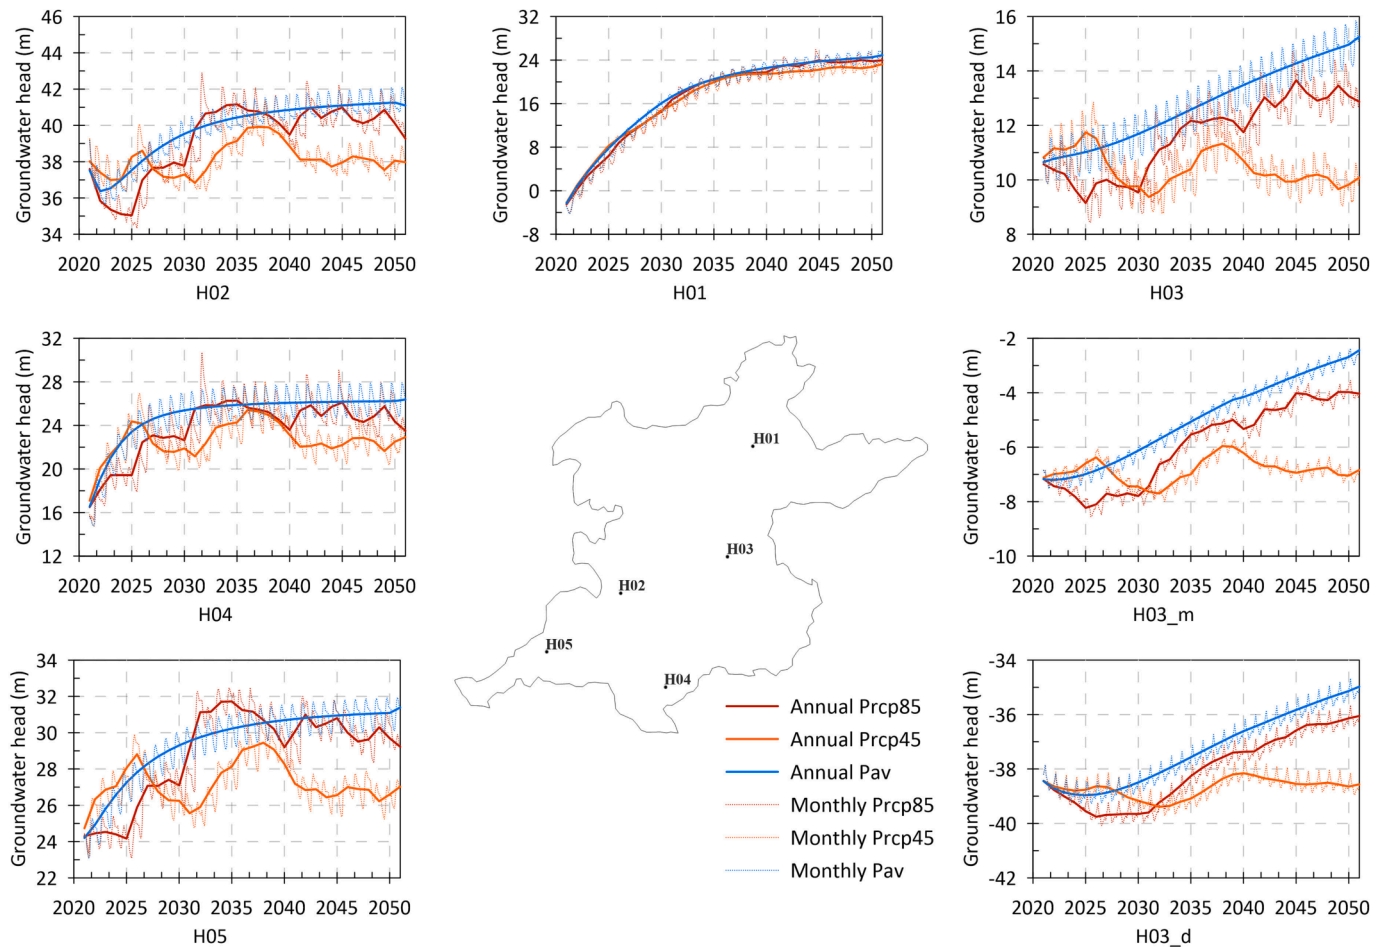 Groundwater head (m)
46
44
42
40
38
36
34
2020 2025 2030 2035 2040 2045 2050
H02
Groundwater head (m)
32
24
16
8
0
-8
2020 2025 2030 2035 2040 2045 2050
H01
Groundwater head (m)
16
14
12
10
8
2020 2025 2030 2035 2040 2045 2050
H03
Groundwater head (m)
32
28
24
20
16
12
2020 2025 2030 2035 2040 2045 2050
H04
H01
H03
H02
H05
H04
Groundwater head (m)
-2
-4
-6
-8
-10
2020 2025 2030 2035 2040 2045 2050
H03_m
Groundwater head (m)
34
32
30
28
26
24
22
2020 2025 2030 2035 2040 2045 2050
H05
Annual Prcp85
Annual Prcp45
Annual Pav
Monthly Prcp85
Monthly Prcp45
Monthly Pav
Groundwater head (m)
-34
-36
-38
-40
-42
2020 2025 2030 2035 2040 2045 2050
H03_d